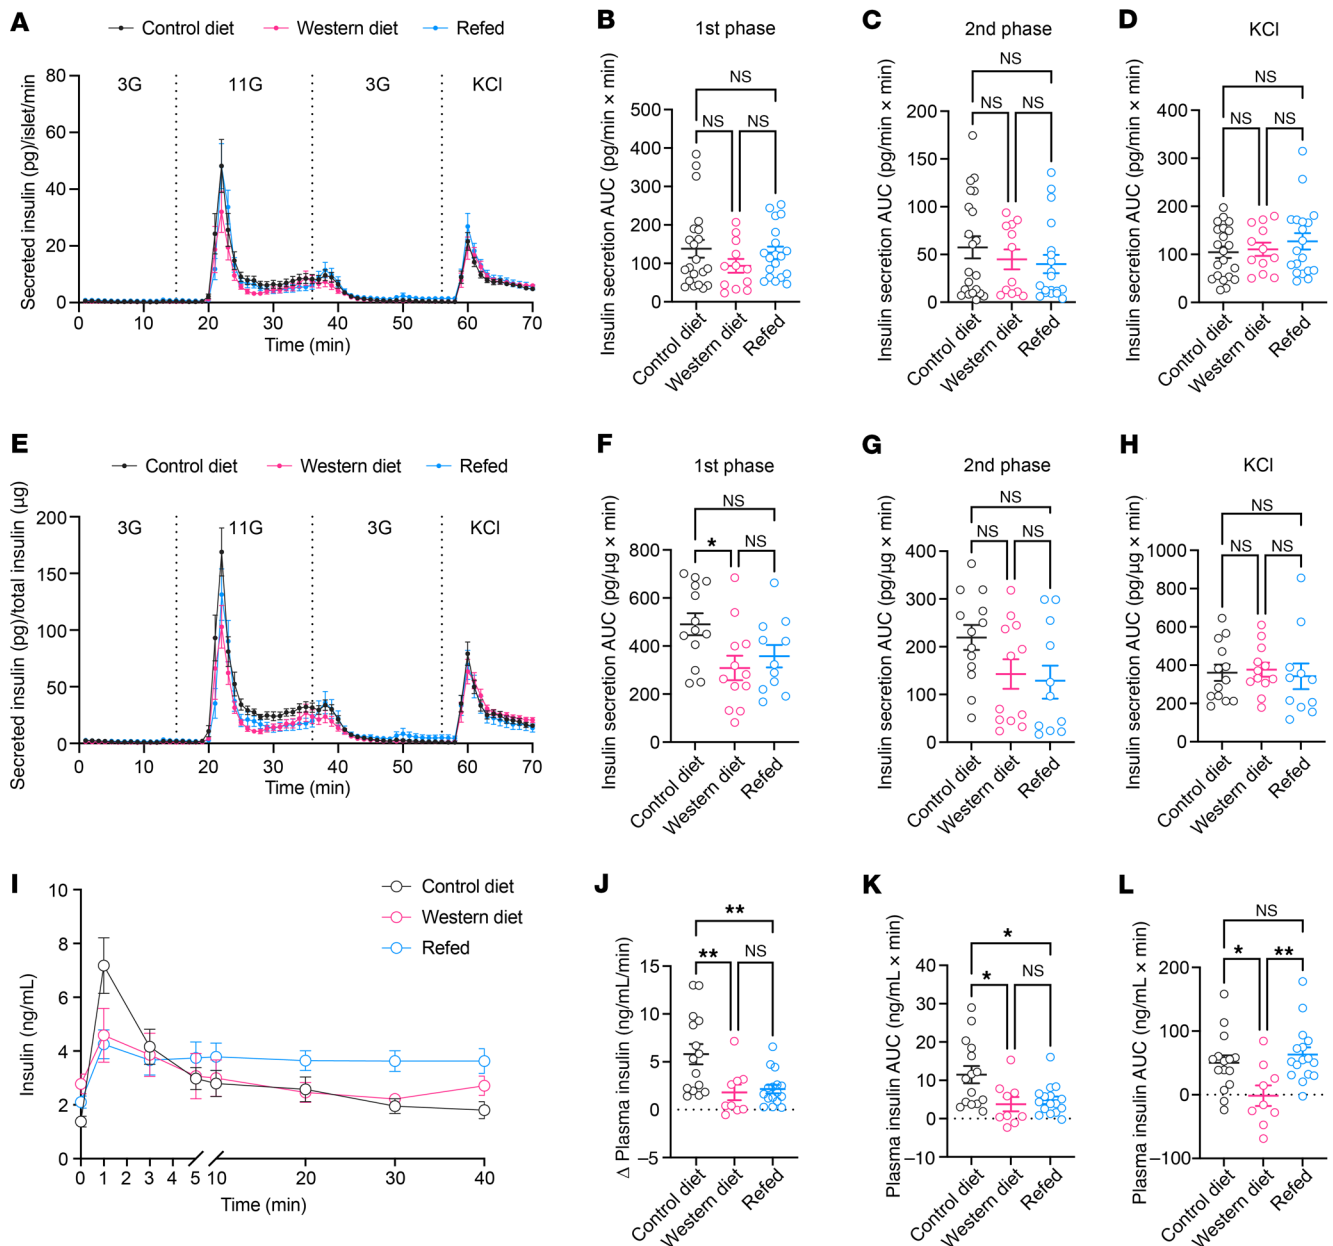 A
Control diet Western diet Refed
3G 11G 3G KCl
Secreted insulin (pg)/islet/min
80
60
40
20
0
0 10 20 30 40 50 60 70
Time (min)
B
1st phase
NS
NS NS
Insulin secretion AUC (pg/min × min)
500
400
300
200
100
0
Control diet
Western diet
Refed
C
2nd phase
NS
NS NS
Insulin secretion AUC (pg/min × min)
200
150
100
50
0
Control diet
Western diet
Refed
D
KCl
NS
NS NS
Insulin secretion AUC (pg/min × min)
400
300
200
100
0
Control diet
Western diet
Refed
E
Control diet Western diet Refed
3G 11G 3G KCl
Secreted insulin (pg)/total insulin (µg)
200
150
100
50
0
0 10 20 30 40 50 60 70
Time (min)
F
1st phase
NS
* NS
Insulin secretion AUC (pg/µg × min)
800
600
400
200
0
Control diet
Western diet
Refed
G
2nd phase
NS
NS NS
Insulin secretion AUC (pg/µg × min)
400
300
200
100
0
Control diet
Western diet
Refed
H
KCl
NS
NS NS
Insulin secretion AUC (pg/µg × min)
1000
800
600
400
200
0
Control diet
Western diet
Refed
I
Control diet
Western diet
Refed
Insulin (ng/mL)
10
8
6
4
2
0
0 1 2 3 4 5 10 20 30 40
Time (min)
J
**
** NS
Δ Plasma insulin (ng/mL/min)
15
10
5
0
–5
Control diet
Western diet
Refed
K
*
* NS
Plasma insulin AUC (ng/mL × min)
40
30
20
10
0
–10
Control diet
Western diet
Refed
L
NS
* **
Plasma insulin AUC (ng/mL × min)
200
100
0
–100
Control diet
Western diet
Refed